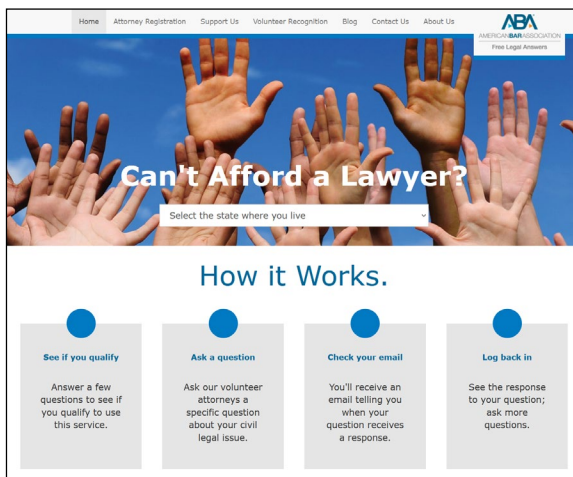 Home Attorney Registration Support Us Volunteer Recognition Blog Contact Us About Us
ABA
AMERICANBARASSOCIATION
Free Legal Answers
Can't Afford a Lawyer?
Select the state where you live
How it Works.
See if you qualify
Answer a few
questions to see if
you qualify to use
this service.
Ask a question
Ask our volunteer
attorneys a
specific question
about your civil
legal issue.
Check your email
You'll receive an
email telling you
when your
question receives
a response.
Log back in
See the response
to your question;
ask more
questions.